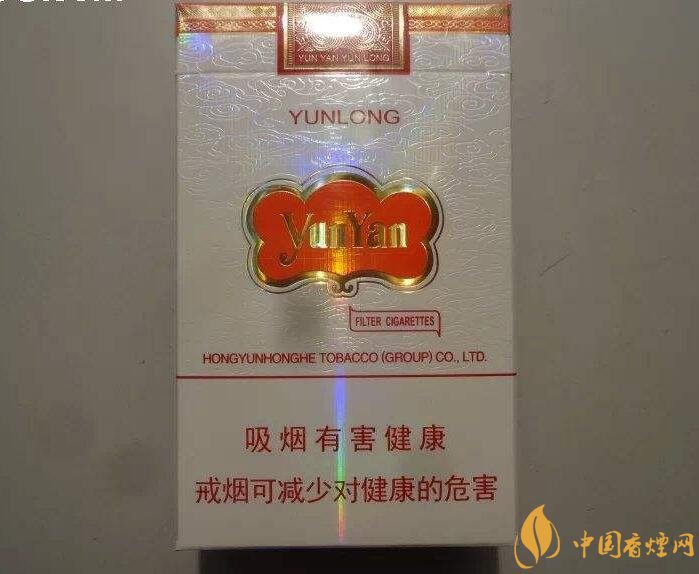 YUN YAN YUN LONG
YUNLONG
YunYan
FILTER CIGARETTES
HONGYUNHONGHE TOBACCO (GROUP) CO., LTD.
吸烟有害健康
戒烟可减少对健康的危害
中国香烟网